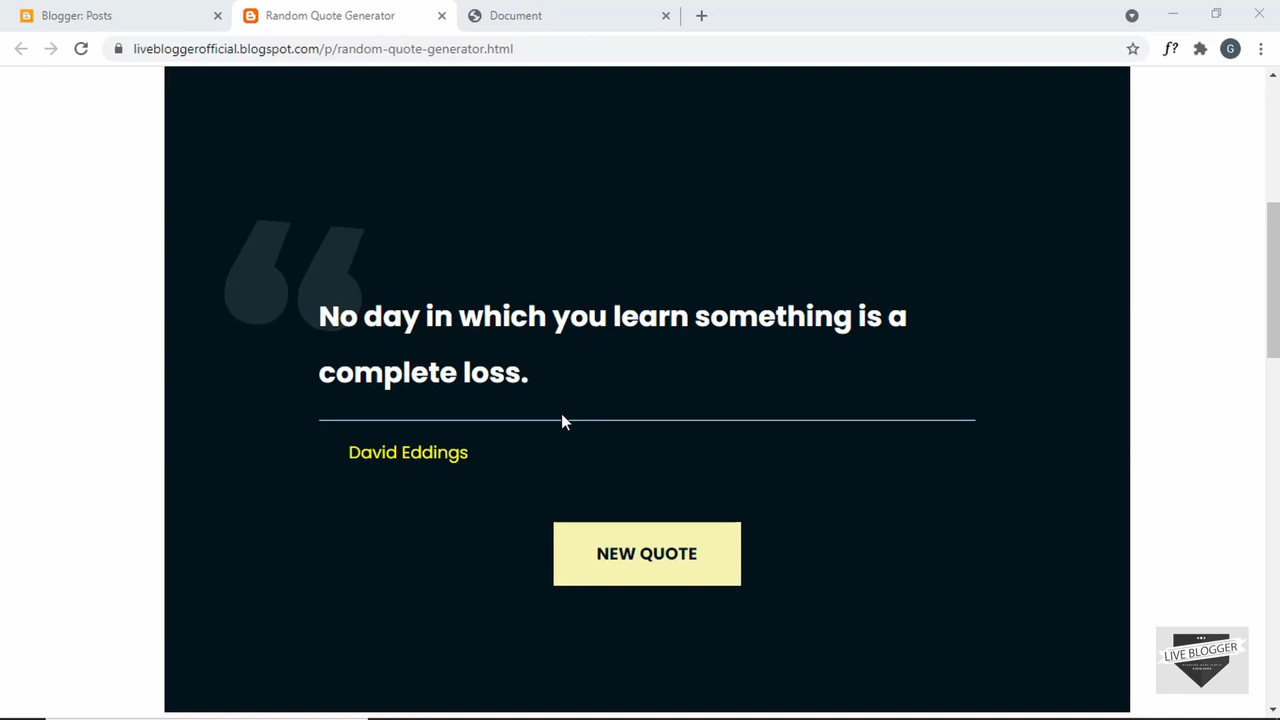 Blogger: Posts
Random Quote Generator
Document
livebloggerofficial.blogspot.com/p/random-quote-generator.html
f?
G
“
No day in which you learn something is a
complete loss.
David Eddings
NEW QUOTE
LIVE BLOGGER